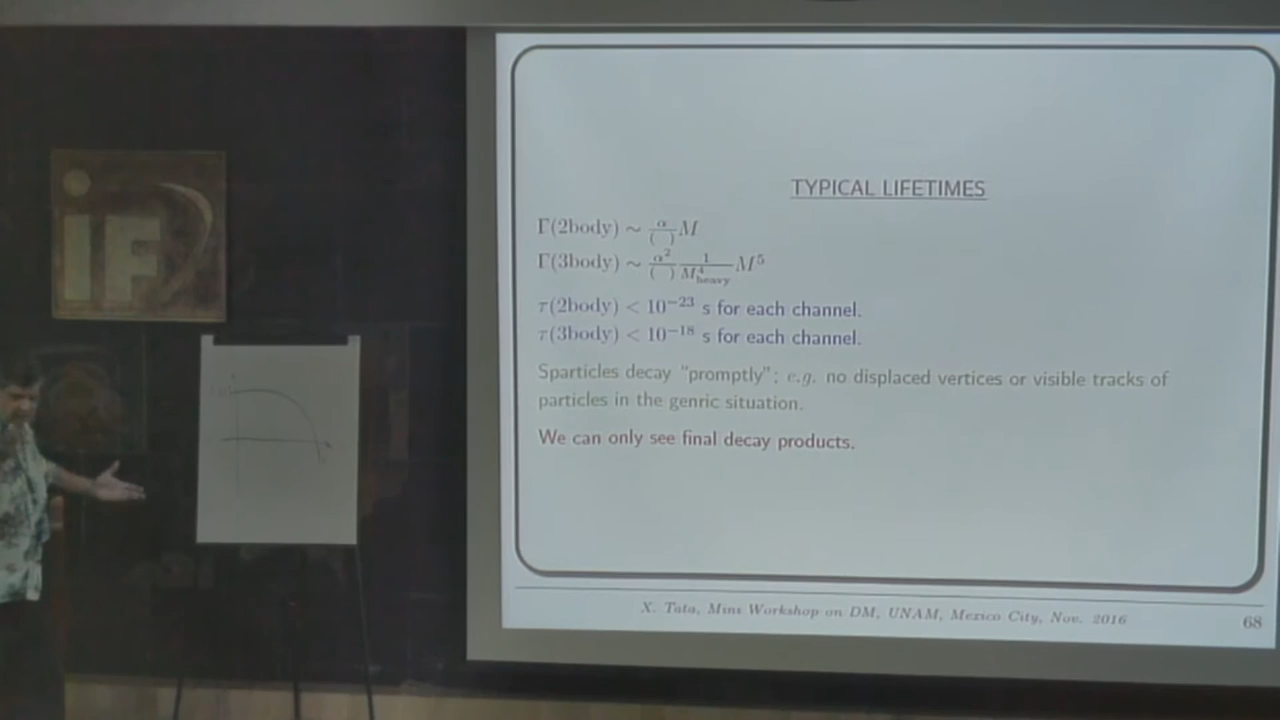 iF
TYPICAL LIFETIMES
Γ(2body) ∼ α/( ) M
Γ(3body) ∼ α²/( ) 1/M⁴heavy M⁵
τ(2body) < 10⁻²³ s for each channel.
τ(3body) < 10⁻¹⁸ s for each channel.
Sparticles decay "promptly"; e.g. no displaced vertices or visible tracks of
particles in the genric situation.
We can only see final decay products.
X. Tata, Mini Workshop on DM, UNAM, Mexico City, Nov. 2016
68